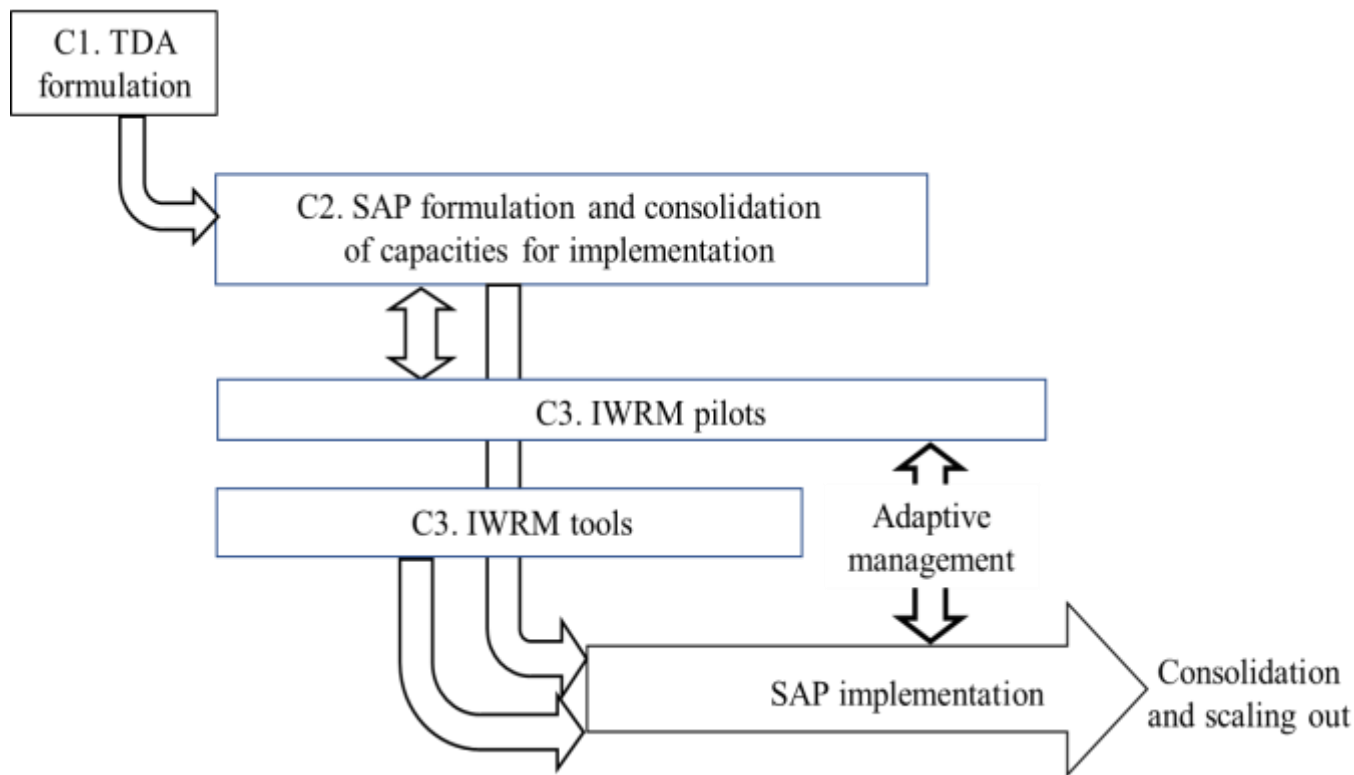 C1. TDA
formulation
C2. SAP formulation and consolidation
of capacities for implementation
C3. IWRM pilots
C3. IWRM tools
Adaptive
management
SAP implementation
Consolidation
and scaling out